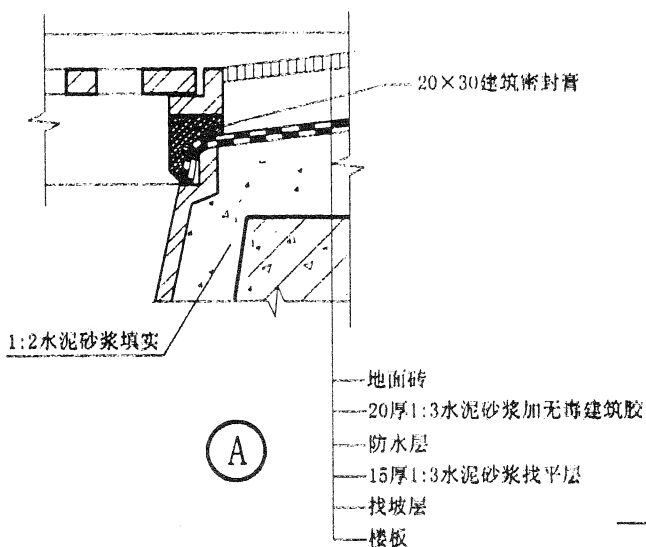 20×30建筑密封膏
1:2水泥砂浆填实
地面砖
20厚1:3水泥砂浆加无毒建筑胶
防水层
15厚1:3水泥砂浆找平层
找坡层
楼板
A